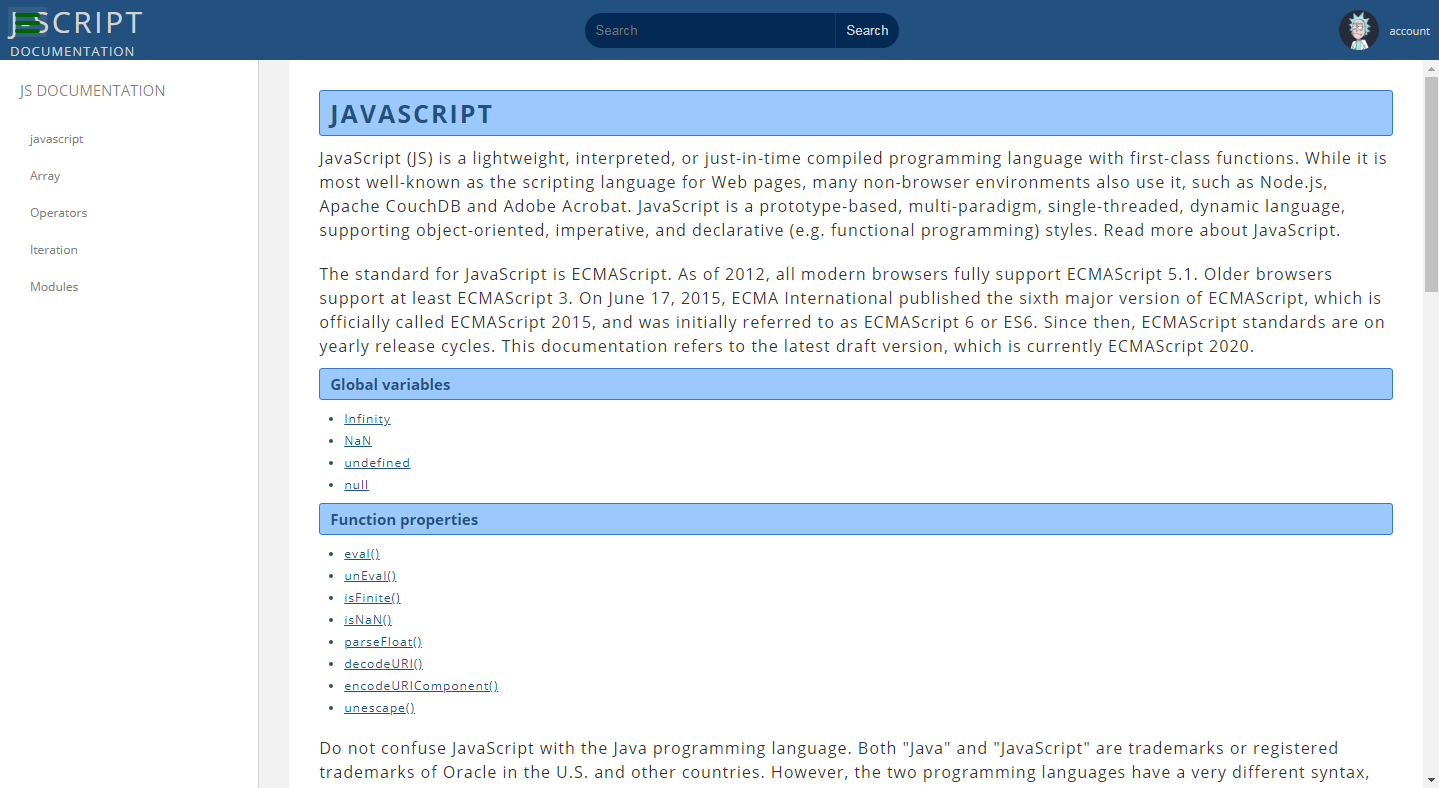 J-SCRIPT
DOCUMENTATION
Search
Search
account
JS DOCUMENTATION
javascript
Array
Operators
Iteration
Modules
JAVASCRIPT
JavaScript (JS) is a lightweight, interpreted, or just-in-time compiled programming language with first-class functions. While it is
most well-known as the scripting language for Web pages, many non-browser environments also use it, such as Node.js,
Apache CouchDB and Adobe Acrobat. JavaScript is a prototype-based, multi-paradigm, single-threaded, dynamic language,
supporting object-oriented, imperative, and declarative (e.g. functional programming) styles. Read more about JavaScript.
The standard for JavaScript is ECMAScript. As of 2012, all modern browsers fully support ECMAScript 5.1. Older browsers
support at least ECMAScript 3. On June 17, 2015, ECMA International published the sixth major version of ECMAScript, which is
officially called ECMAScript 2015, and was initially referred to as ECMAScript 6 or ES6. Since then, ECMAScript standards are on
yearly release cycles. This documentation refers to the latest draft version, which is currently ECMAScript 2020.
Global variables
Infinity
NaN
undefined
null
Function properties
eval()
unEval()
isFinite()
isNaN()
parseFloat()
decodeURI()
encodeURIComponent()
unescape()
Do not confuse JavaScript with the Java programming language. Both "Java" and "JavaScript" are trademarks or registered
trademarks of Oracle in the U.S. and other countries. However, the two programming languages have a very different syntax,